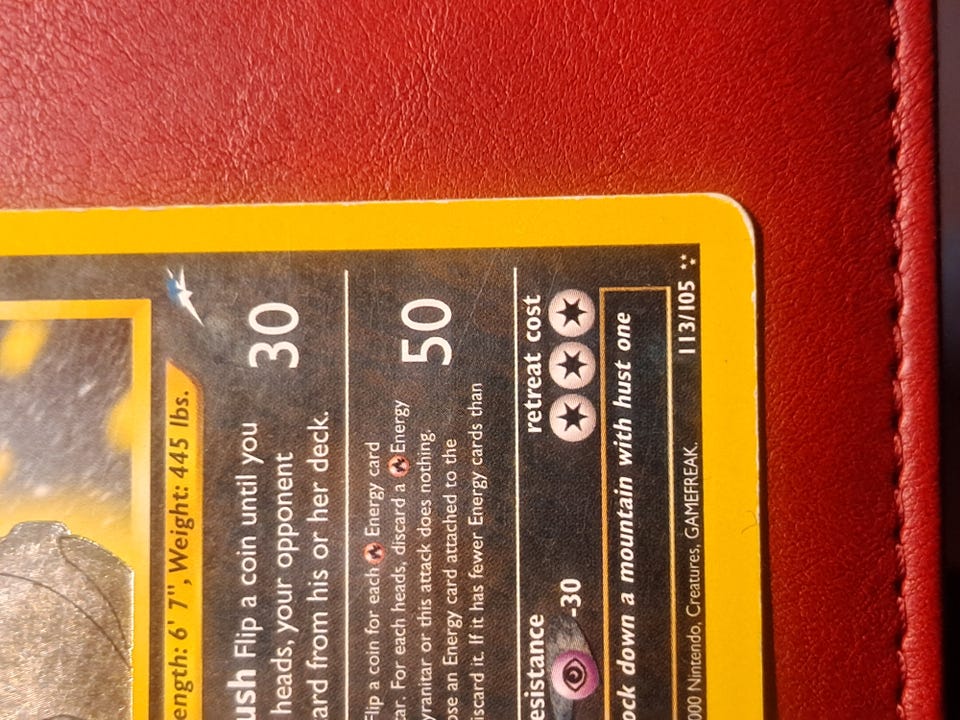 ength: 6' 7", Weight: 445 lbs.
ush Flip a coin until you
heads, your opponent
ard from his or her deck.
30
Flip a coin for each Energy card
tar. For each heads, discard a Energy
yranitar or this attack does nothing.
ose an Energy card attached to the
iscard it. If it has fewer Energy cards than
50
esistance
-30
retreat cost
ock down a mountain with hust one
000 Nintendo, Creatures, GAMEFREAK.
113/105